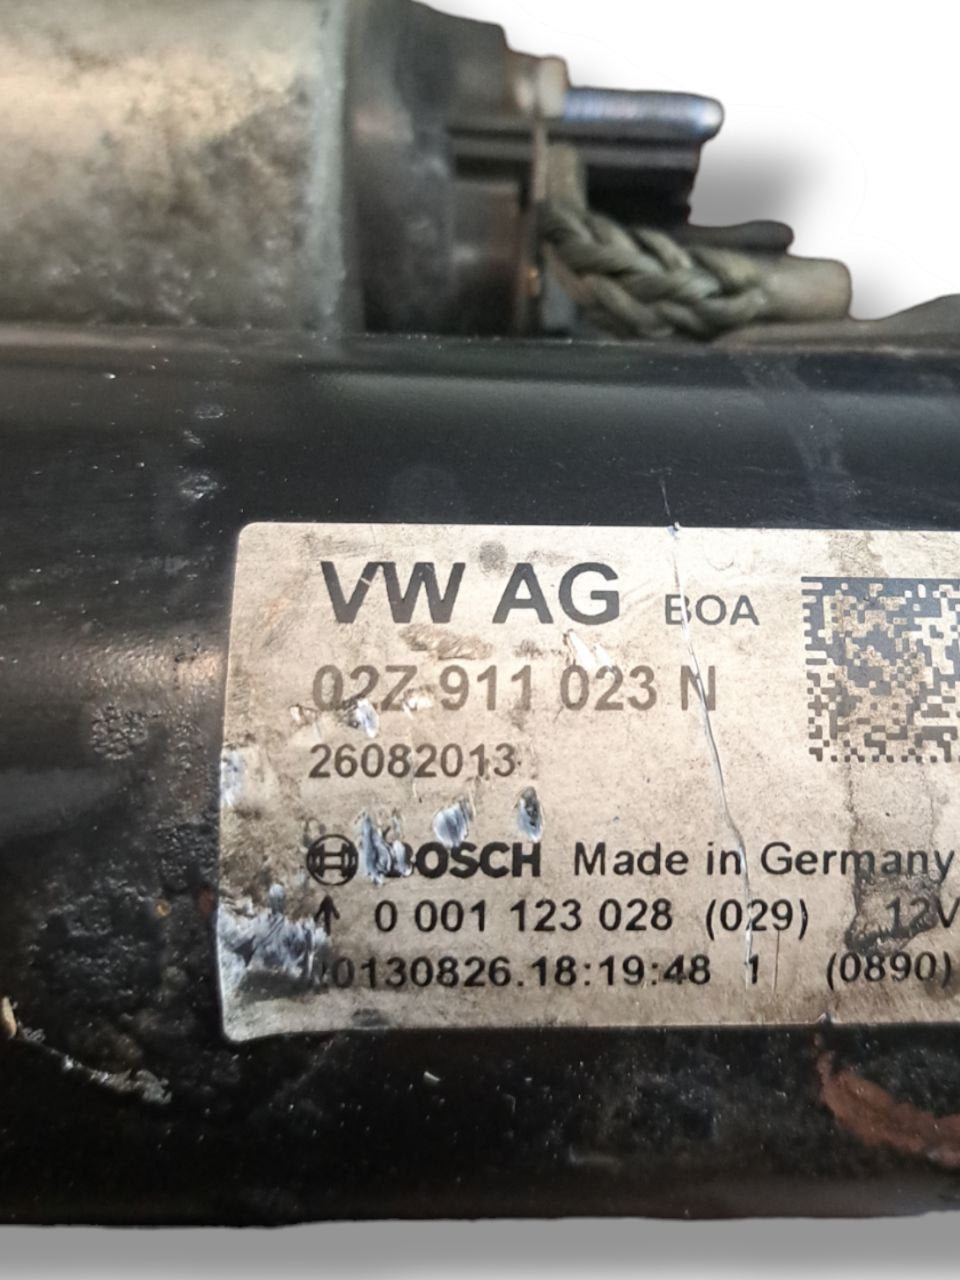 VW AG BOA
02Z 911 023 N
26082013
BOSCH Made in Germany
0 001 123 028 (029) 12V
0130826.18:19:48 1 (0890)